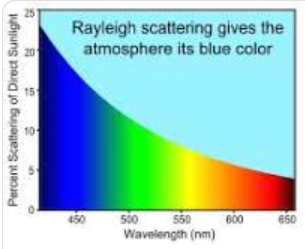 Rayleigh scattering gives the
atmosphere its blue color
Percent Scattering of Direct Sunlight
25
20
15
10
5
0
450
500
550
600
650
Wavelength (nm)